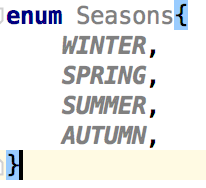 enum Seasons{
WINTER,
SPRING,
SUMMER,
AUTUMN,
}